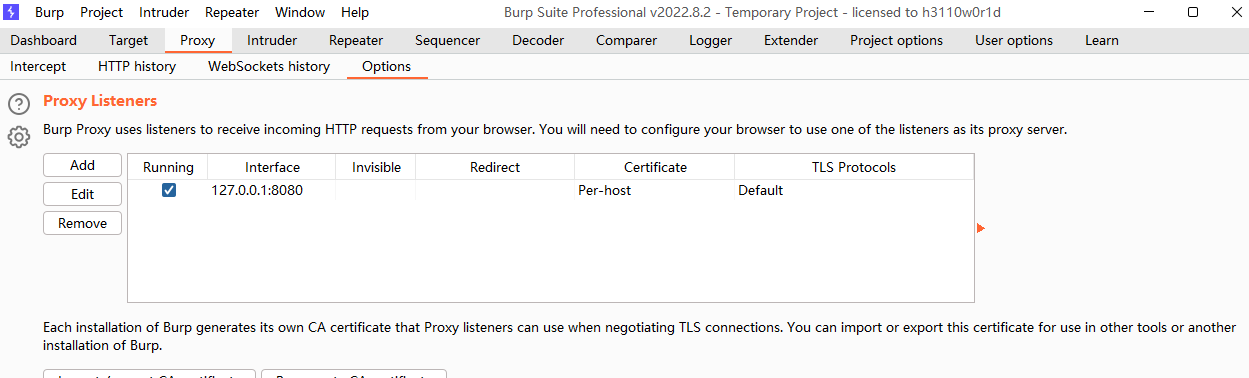 Burp Project Intruder Repeater Window Help Burp Suite Professional v2022.8.2 - Temporary Project - licensed to h3110w0r1d
Dashboard Target Proxy Intruder Repeater Sequencer Decoder Comparer Logger Extender Project options User options Learn
Intercept HTTP history WebSockets history Options
Proxy Listeners
Burp Proxy uses listeners to receive incoming HTTP requests from your browser. You will need to configure your browser to use one of the listeners as its proxy server.
Add Running Interface Invisible Redirect Certificate TLS Protocols
Edit 127.0.0.1:8080 Per-host Default
Remove
Each installation of Burp generates its own CA certificate that Proxy listeners can use when negotiating TLS connections. You can import or export this certificate for use in other tools or another
installation of Burp.